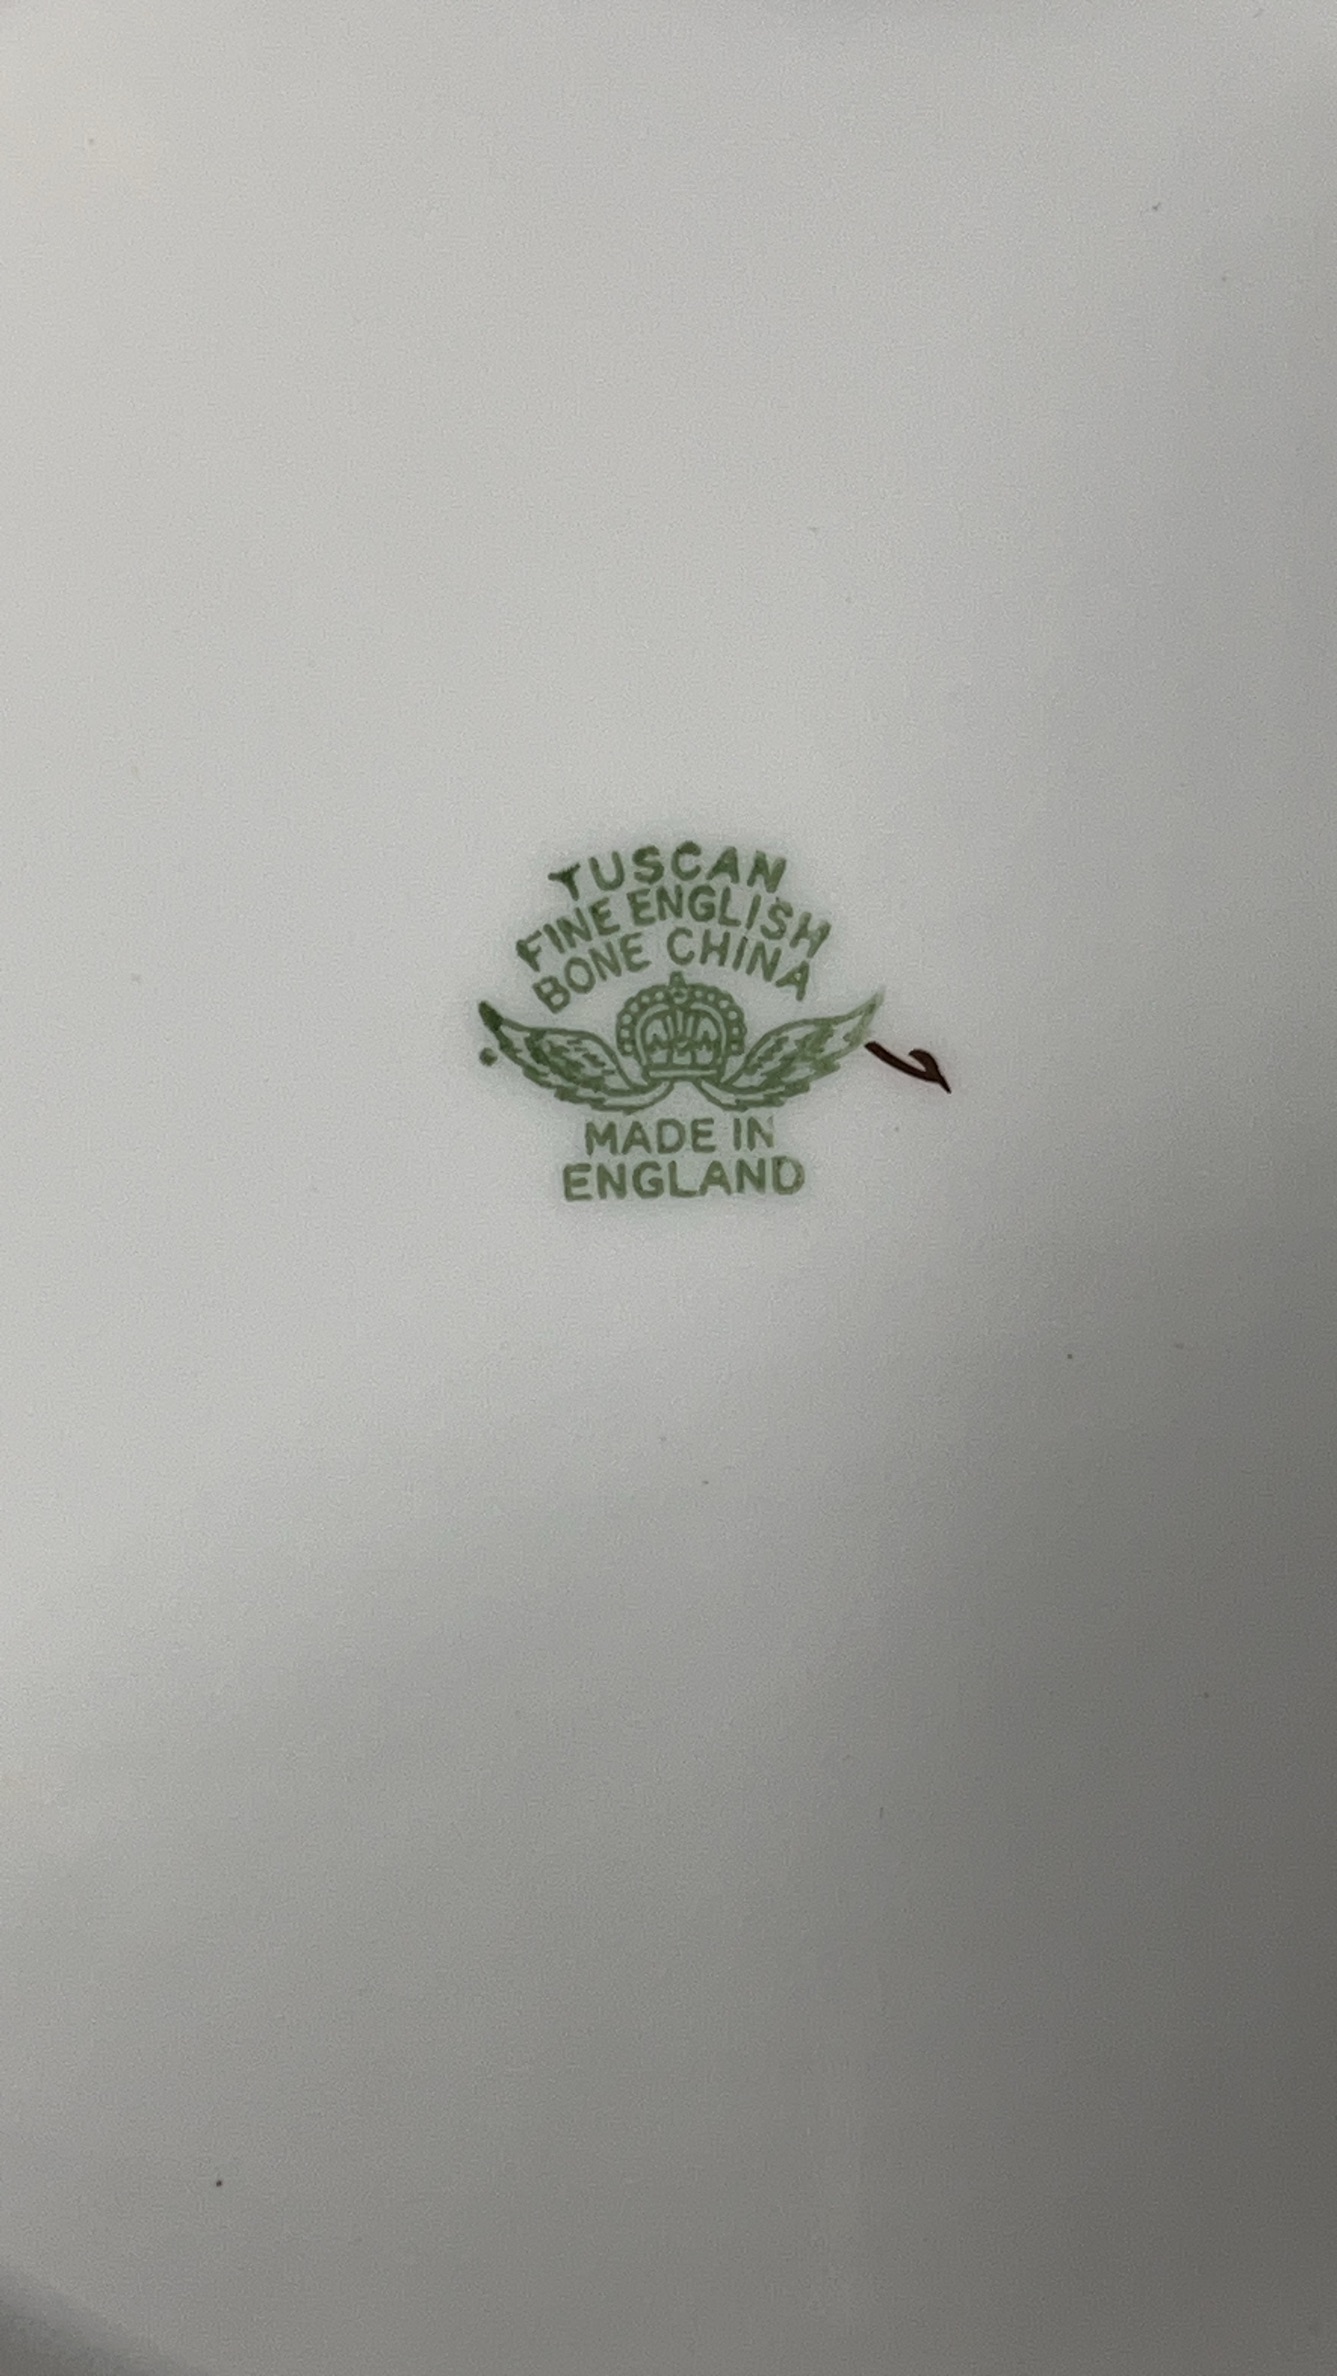 TUSCAN
FINE ENGLISH
BONE CHINA
MADE IN
ENGLAND